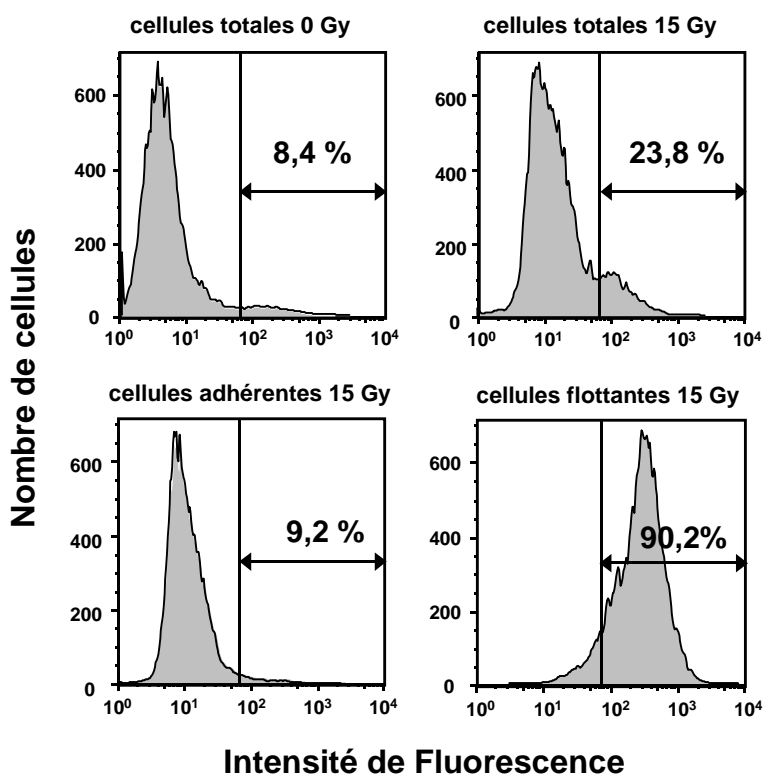 cellules totales 0 Gy
cellules totales 15 Gy
600
400
200
0
8,4 %
10⁰ 10¹ 10² 10³ 10⁴
600
400
200
0
23,8 %
10⁰ 10¹ 10² 10³ 10⁴
Nombre de cellules
cellules adhérentes 15 Gy
cellules flottantes 15 Gy
600
400
200
0
9,2 %
10⁰ 10¹ 10² 10³ 10⁴
600
400
200
0
90,2%
10⁰ 10¹ 10² 10³ 10⁴
Intensité de Fluorescence